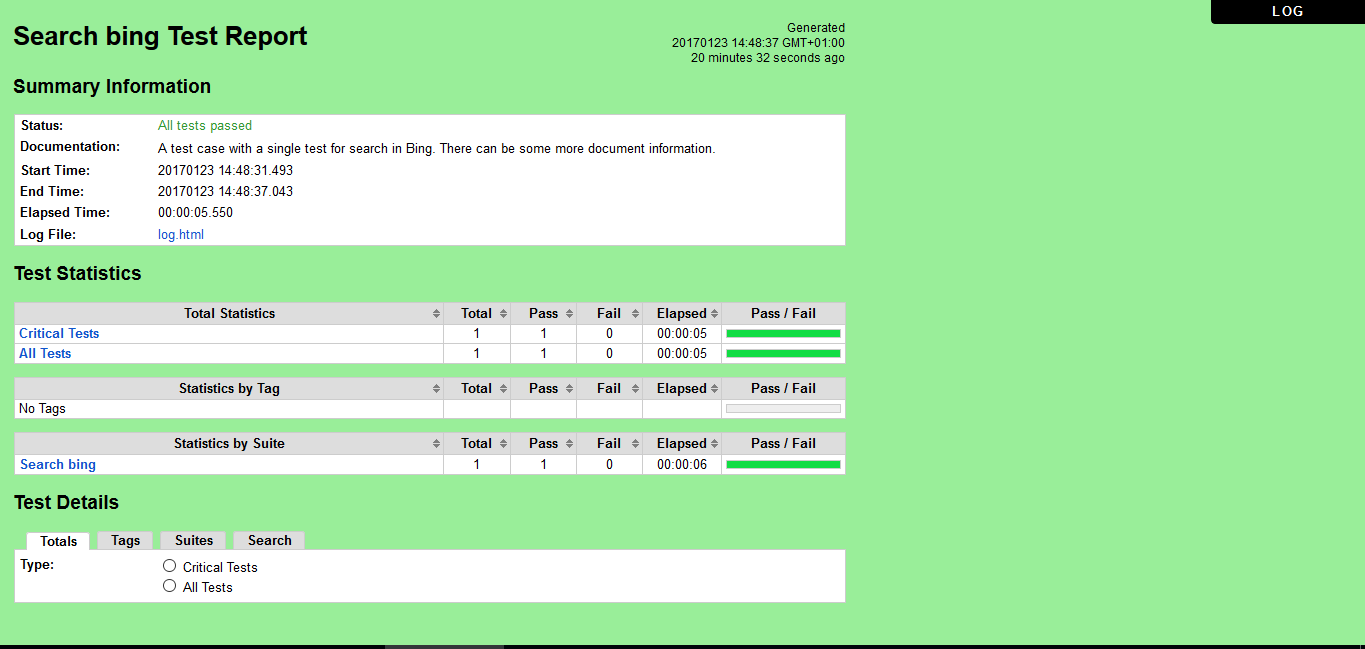 LOG
Search bing Test Report
Generated
20170123 14:48:37 GMT+01:00
20 minutes 32 seconds ago
Summary Information
Status: All tests passed
Documentation: A test case with a single test for search in Bing. There can be some more document information.
Start Time: 20170123 14:48:31.493
End Time: 20170123 14:48:37.043
Elapsed Time: 00:00:05.550
Log File: log.html
Test Statistics
Total Statistics Total Pass Fail Elapsed Pass / Fail
Critical Tests 1 1 0 00:00:05
All Tests 1 1 0 00:00:05
Statistics by Tag Total Pass Fail Elapsed Pass / Fail
No Tags
Statistics by Suite Total Pass Fail Elapsed Pass / Fail
Search bing 1 1 0 00:00:06
Test Details
Totals Tags Suites Search
Type: Critical Tests
All Tests